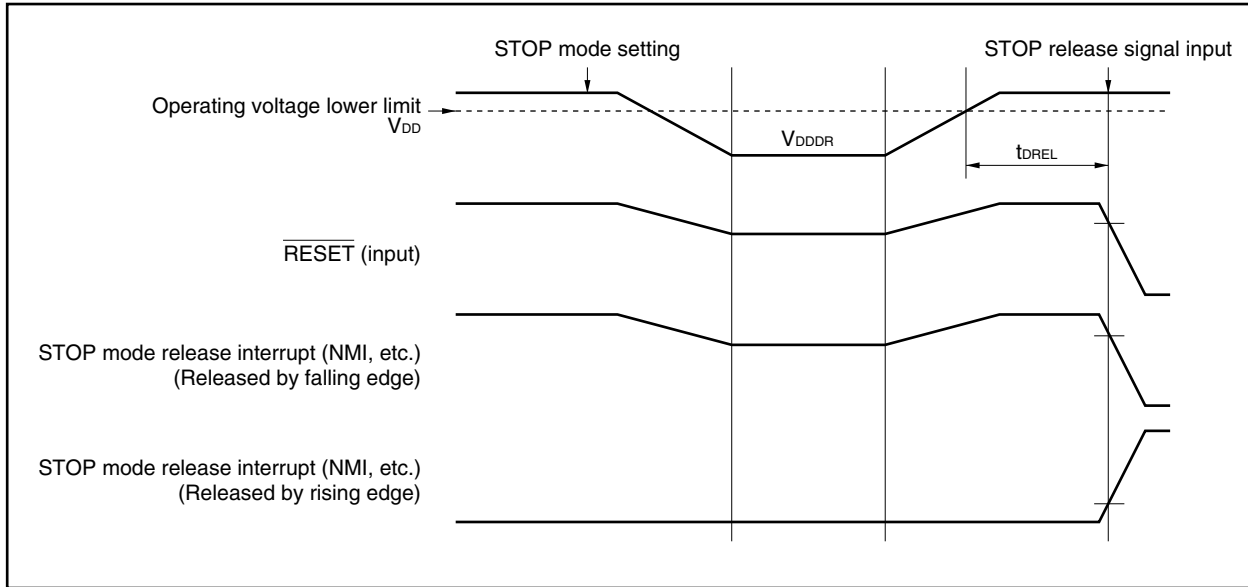 STOP mode setting
STOP release signal input
Operating voltage lower limit
VDD
VDDDR
tDREL
RESET (input)
STOP mode release interrupt (NMI, etc.)
(Released by falling edge)
STOP mode release interrupt (NMI, etc.)
(Released by rising edge)